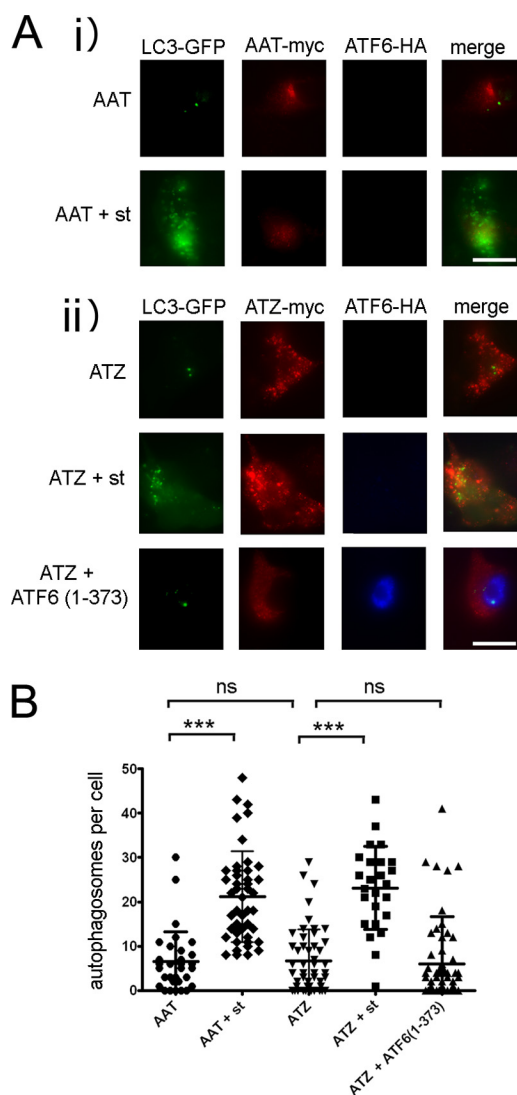 A i)
LC3-GFP AAT-myc ATF6-HA merge
AAT
AAT + st
ii)
LC3-GFP ATZ-myc ATF6-HA merge
ATZ
ATZ + st
ATZ +
ATF6 (1-373)
B
ns ns
*** ***
autophagosomes per cell
50
40
30
20
10
0
AAT AAT + st ATZ ATZ + st ATZ + ATF6(1-373)